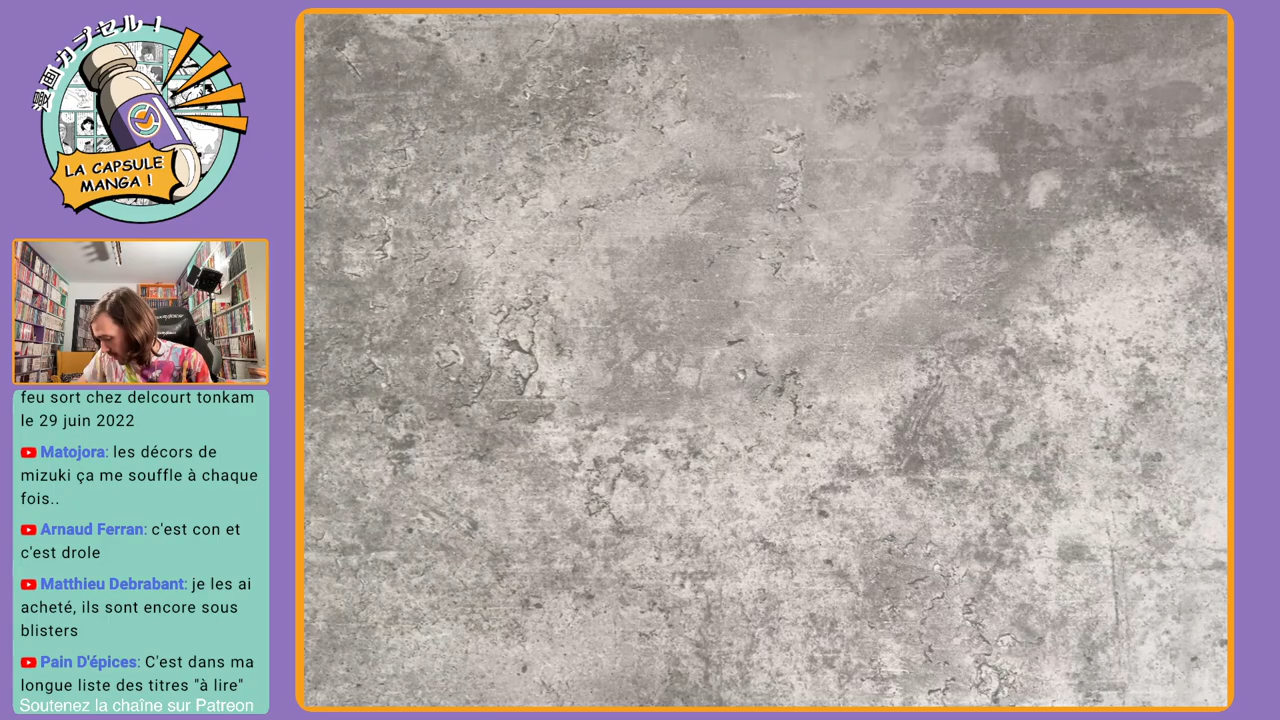 漫画カプセル！
LA CAPSULE
MANGA !
feu sort chez delcourt tonkam
le 29 juin 2022
Matojora: les décors de
mizuki ça me souffle à chaque
fois..
Arnaud Ferran: c'est con et
c'est drole
Matthieu Debrabant: je les ai
acheté, ils sont encore sous
blisters
Pain D'épices: C'est dans ma
longue liste des titres "à lire"
Soutenez la chaîne sur Patreon